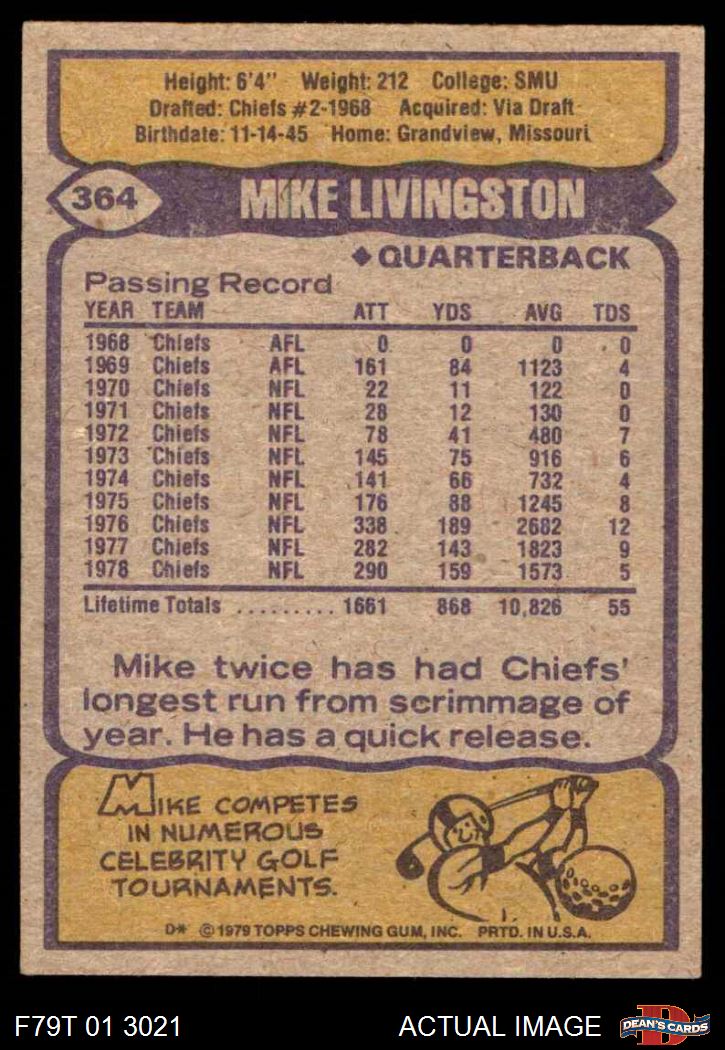 Height: 6'4" Weight: 212 College: SMU
Drafted: Chiefs #2-1968 Acquired: Via Draft
Birthdate: 11-14-45 Home: Grandview, Missouri
364 MIKE LIVINGSTON
◆QUARTERBACK
Passing Record
YEAR TEAM ATT YDS AVG TDS
1968 Chiefs AFL 0 0 0 0
1969 Chiefs AFL 161 84 1123 4
1970 Chiefs NFL 22 11 122 0
1971 Chiefs NFL 28 12 130 0
1972 Chiefs NFL 78 41 480 7
1973 Chiefs NFL 145 75 916 6
1974 Chiefs NFL 141 66 732 4
1975 Chiefs NFL 176 88 1245 8
1976 Chiefs NFL 338 189 2682 12
1977 Chiefs NFL 282 143 1823 9
1978 Chiefs NFL 290 159 1573 5
Lifetime Totals .......... 1661 868 10,826 55
Mike twice has had Chiefs'
longest run from scrimmage of
year. He has a quick release.
MIKE COMPETES
IN NUMEROUS
CELEBRITY GOLF
TOURNAMENTS.
D* © 1979 TOPPS CHEWING GUM, INC. PRTD. IN U.S.A.
F79T 01 3021 ACTUAL IMAGE D DEAN'S CARDS